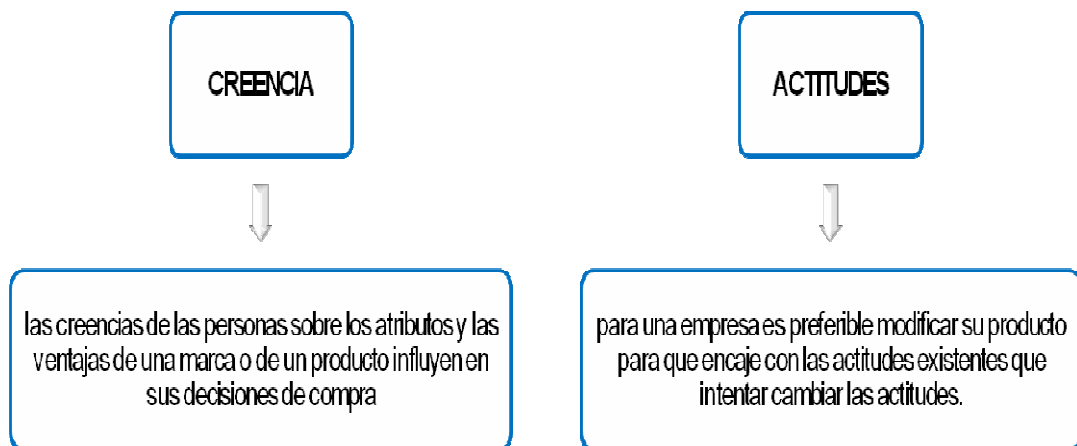 CREENCIA
ACTITUDES
las creencias de las personas sobre los atributos y las
ventajas de una marca o de un producto influyen en
sus decisiones de compra
para una empresa es preferible modificar su producto
para que encaje con las actitudes existentes que
intentar cambiar las actitudes.